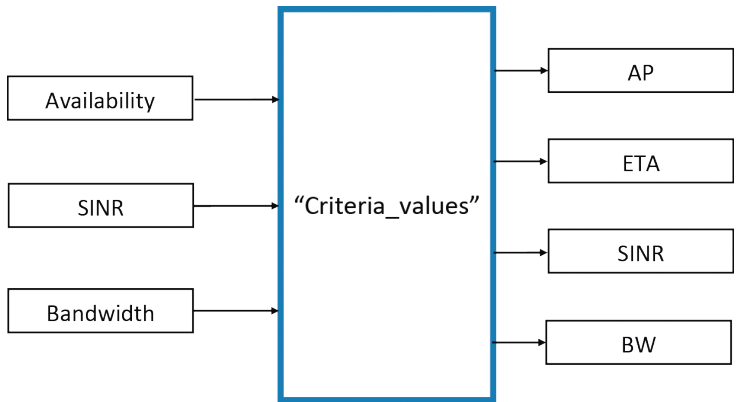 Availability
SINR
Bandwidth
“Criteria_values”
AP
ETA
SINR
BW